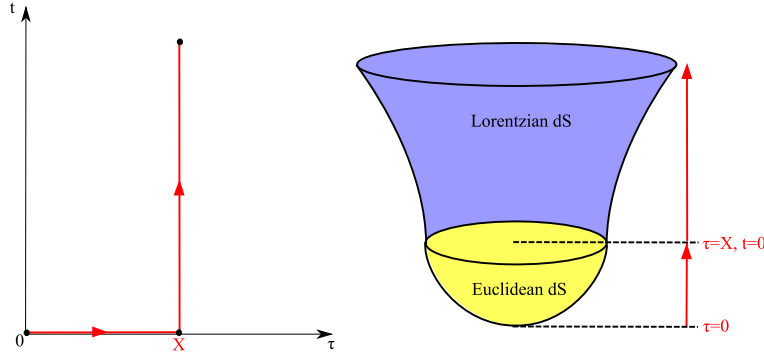 t
0
X
τ
Lorentzian dS
τ=X, t=0
Euclidean dS
τ=0